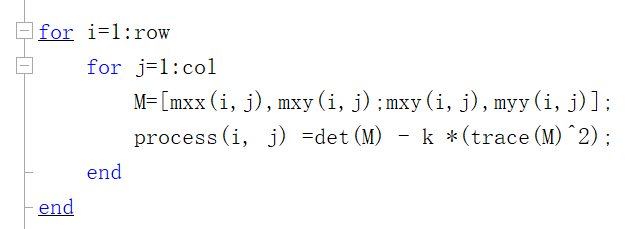 for i=1:row
for j=1:col
M=[mxx(i,j),mxy(i,j);mxy(i,j),myy(i,j)];
process(i, j) =det(M) - k *(trace(M)^2);
end
end